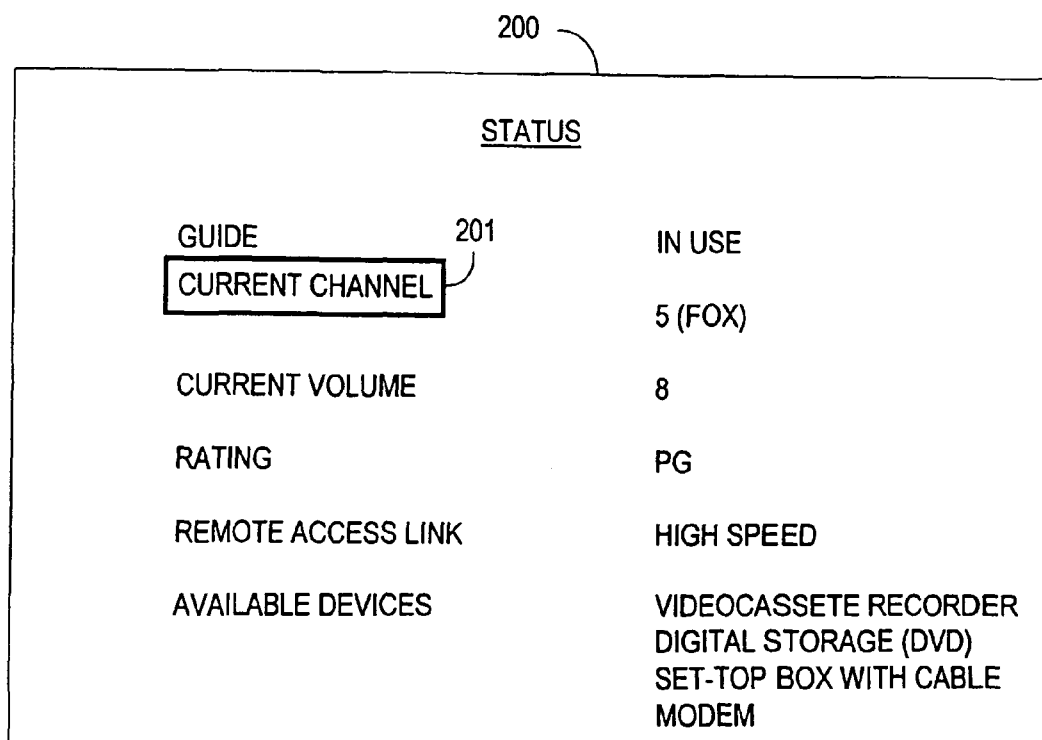 200
STATUS
GUIDE 201 IN USE
CURRENT CHANNEL
5 (FOX)
CURRENT VOLUME 8
RATING PG
REMOTE ACCESS LINK HIGH SPEED
AVAILABLE DEVICES VIDEOCASSETE RECORDER
DIGITAL STORAGE (DVD)
SET-TOP BOX WITH CABLE
MODEM